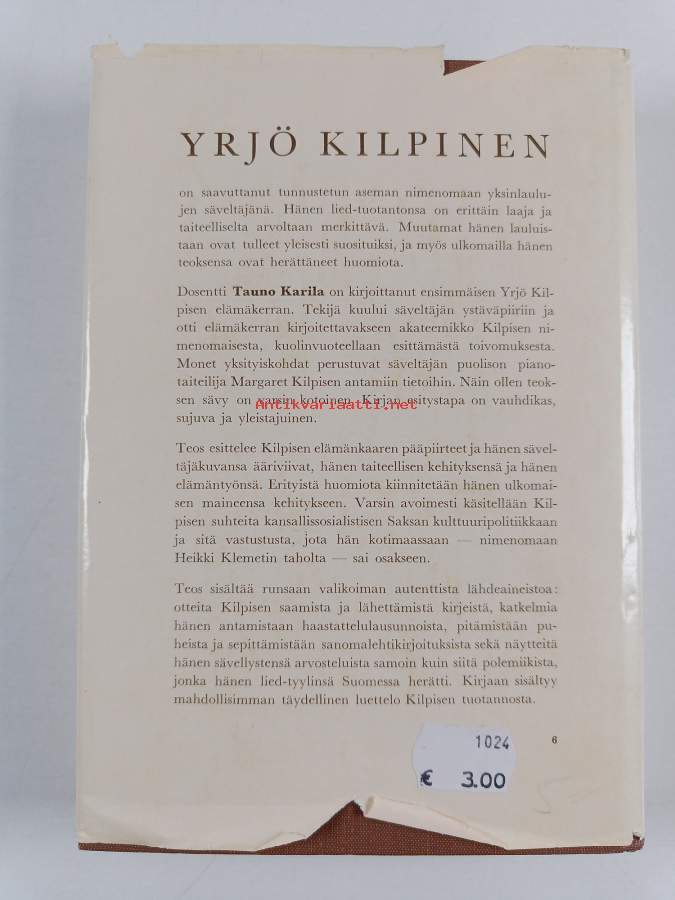 YRJÖ KILPINEN
on saavuttanut tunnustetun aseman nimenomaan yksinlaulu-
jen säveltäjänä. Hänen lied-tuotantonsa on erittäin laaja ja
taiteelliselta arvoltaan merkittävä. Muutamat hänen lauluis-
taan ovat tulleet yleisesti suosituiksi, ja myös ulkomailla hänen
teoksensa ovat herättäneet huomiota.
Dosentti Tauno Karila on kirjoittanut ensimmäisen Yrjö Kil-
pisen elämäkerran. Tekijä kuului säveltäjän ystäväpiiriin ja
otti elämäkerran kirjoitettavakseen akateemikko Kilpisen ni-
menomaisesta, kuolinvuoteellaan esittämästä toivomuksesta.
Monet yksityiskohdat perustuvat säveltäjän puolison piano-
taiteilija Margaret Kilpisen antamiin tietoihin. Näin ollen teok-
sen sävy on varsin kotoinen. Kirjan esitystapa on vauhdikas,
Antikvariaatti.net
sujuva ja yleistajuinen.
Teos esittelee Kilpisen elämänkaaren pääpiirteet ja hänen sävel-
täjäkuvansa ääriviivat, hänen taiteellisen kehityksensä ja hänen
elämäntyönsä. Erityistä huomiota kiinnitetään hänen ulkomai-
sen maineensa kehitykseen. Varsin avoimesti käsitellään Kil-
pisen suhteita kansallissosialistisen Saksan kulttuuripolitiikkaan
ja sitä vastustusta, jota hän kotimaassaan — nimenomaan
Heikki Klemetin taholta — sai osakseen.
Teos sisältää runsaan valikoiman autenttista lähdeaineistoa:
otteita Kilpisen saamista ja lähettämistä kirjeistä, katkelmia
hänen antamistaan haastattelulausunnoista, pitämistään pu-
heista ja sepittämistään sanomalehtikirjoituksista sekä näytteitä
hänen sävellystensä arvosteluista samoin kuin siitä polemiikista,
jonka hänen lied-tyylinsä Suomessa herätti. Kirjaan sisältyy
mahdollisimman täydellinen luettelo Kilpisen tuotannosta.
6
1024
€ 3.00